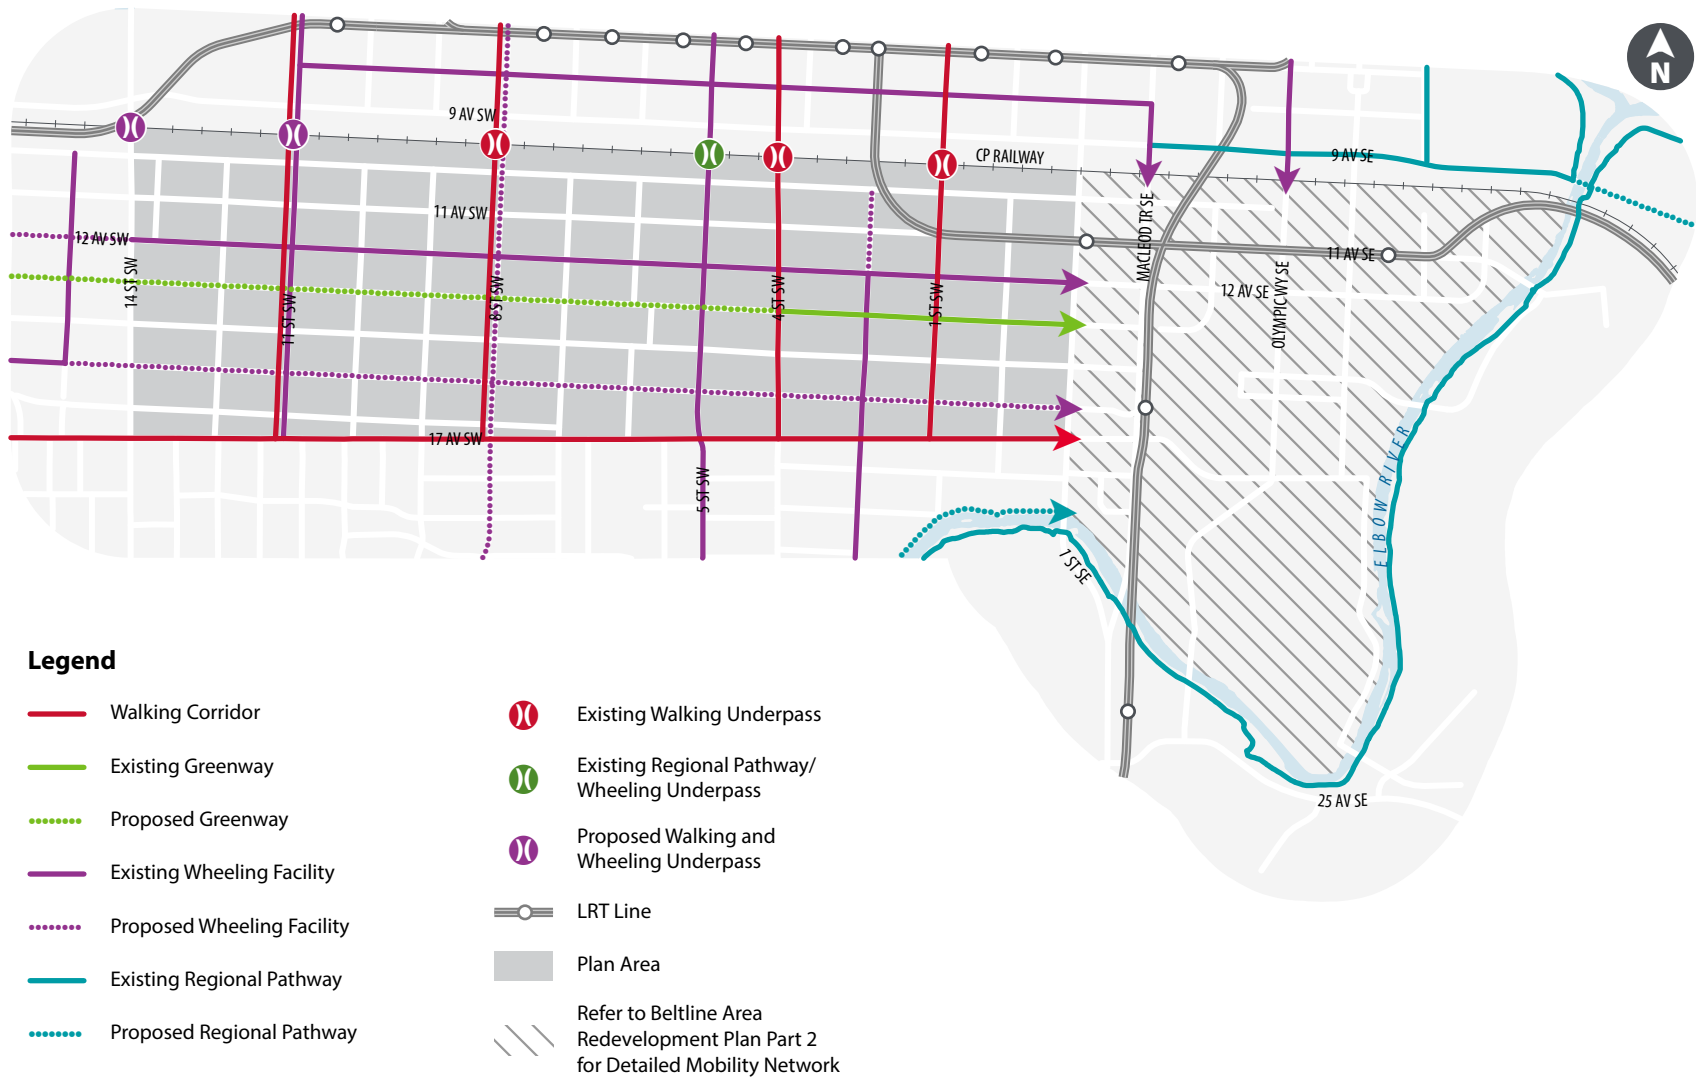 N
9 AV SW
CP RAILWAY
9 AV SE
11 AV SW
MACLEOD TR SE
12 AV SW
14 ST SW
11 ST SW
8 ST SW
4 ST SW
1 ST SW
11 AV SE
12 AV SE
OLYMPIC WY SE
17 AV SW
5 ST SW
ELBOW RIVER
1 ST SE
25 AV SE
Legend
Walking Corridor
Existing Greenway
Proposed Greenway
Existing Wheeling Facility
Proposed Wheeling Facility
Existing Regional Pathway
Proposed Regional Pathway
Existing Walking Underpass
Existing Regional Pathway/
Wheeling Underpass
Proposed Walking and
Wheeling Underpass
LRT Line
Plan Area
Refer to Beltline Area
Redevelopment Plan Part 2
for Detailed Mobility Network